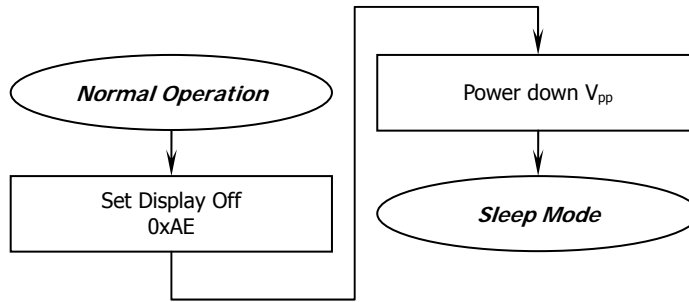 Normal Operation
Set Display Off
0xAE
Power down Vpp
Sleep Mode